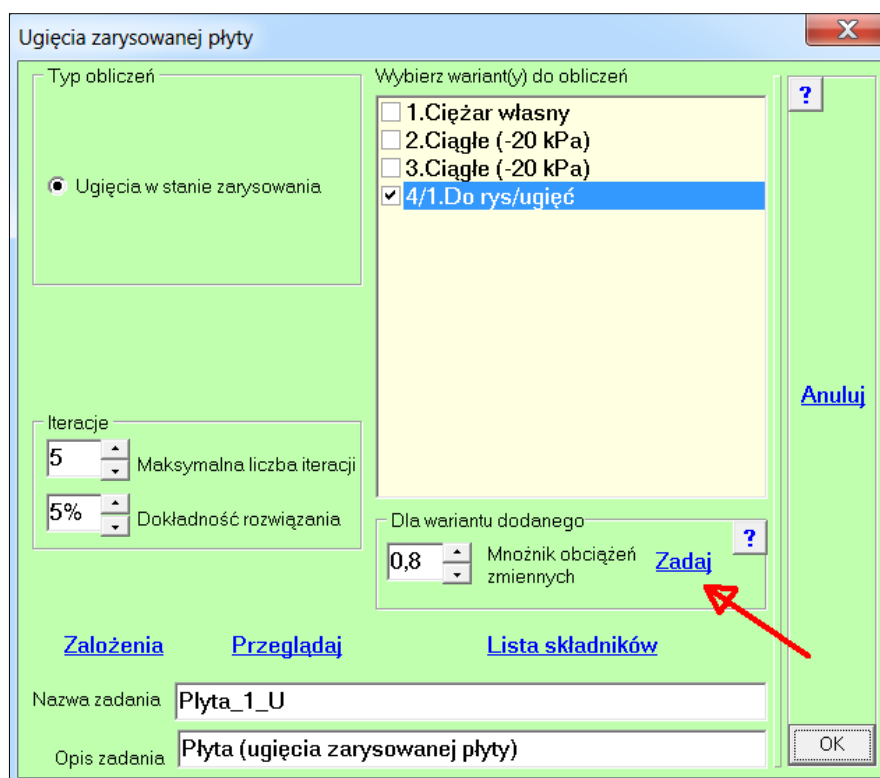 Ugięcia zarysowanej płyty
X
Typ obliczeń
Ugięcia w stanie zarysowania
Wybierz wariant(y) do obliczeń
1.Ciężar własny
2.Ciągłe (-20 kPa)
3.Ciągłe (-20 kPa)
4/1.Do rys/ugięć
?
Anuluj
Iteracje
5 Maksymalna liczba iteracji
5% Dokładność rozwiązania
Dla wariantu dodanego
?
0,8 Mnożnik obciążeń
zmiennych
Zadaj
Zalożenia Przeglądaj Lista składników
Nazwa zadania Plyta_1_U
Opis zadania Płyta (ugięcia zarysowanej płyty)
OK